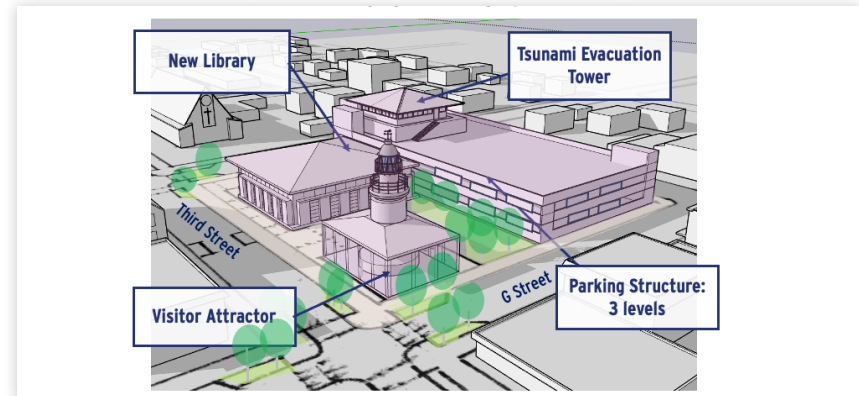 New Library
Tsunami Evacuation
Tower
Third Street
G Street
Visitor Attractor
Parking Structure:
3 levels